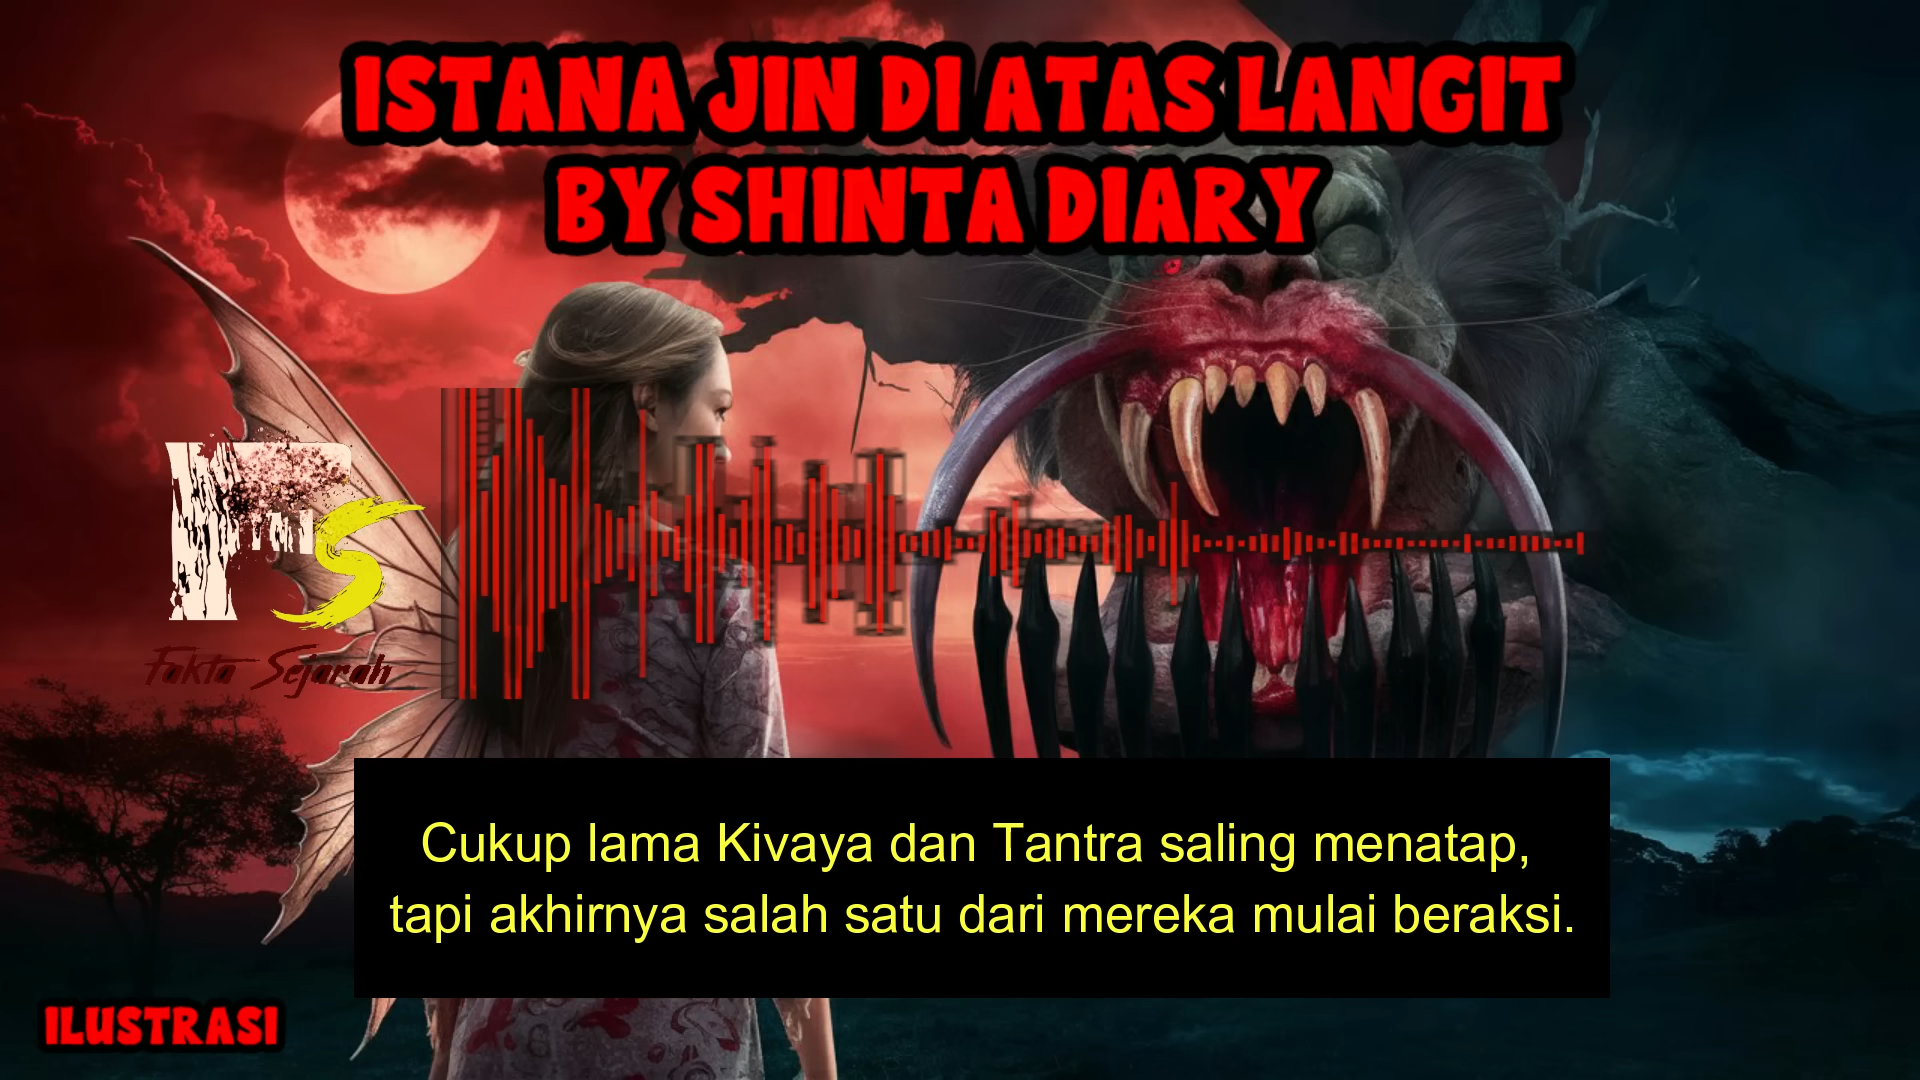 ISTANA JIN DI ATAS LANGIT
BY SHINTA DIARY
FS
Fakta Sejarah
Cukup lama Kivaya dan Tantra saling menatap,
tapi akhirnya salah satu dari mereka mulai beraksi.
ILUSTRASI